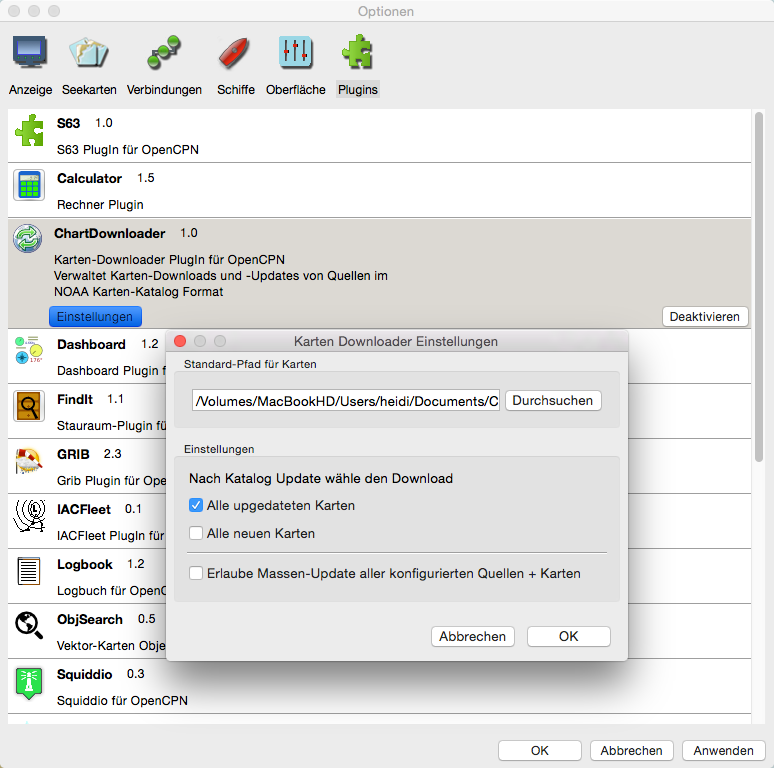 Optionen
Anzeige Seekarten Verbindungen Schiffe Oberfläche Plugins
S63 1.0
S63 PlugIn für OpenCPN
Calculator 1.5
Rechner Plugin
ChartDownloader 1.0
Karten-Downloader PlugIn für OpenCPN
Verwaltet Karten-Downloads und -Updates von Quellen im
NOAA Karten-Katalog Format
Einstellungen Deaktivieren
Dashboard 1.2
Dashboard Plugin f
FindIt 1.1
Stauraum-Plugin fü
GRIB 2.3
Grib Plugin für Ope
IACFleet 0.1
IACFleet PlugIn für
Logbook 1.2
Logbuch für OpenC
ObjSearch 0.5
Vektor-Karten Obje
Squiddio 0.3
Squiddio für OpenCPN
Karten Downloader Einstellungen
Standard-Pfad für Karten
/Volumes/MacBookHD/Users/heidi/Documents/C Durchsuchen
Einstellungen
Nach Katalog Update wähle den Download
Alle upgedateten Karten
Alle neuen Karten
Erlaube Massen-Update aller konfigurierten Quellen + Karten
Abbrechen OK
OK Abbrechen Anwenden